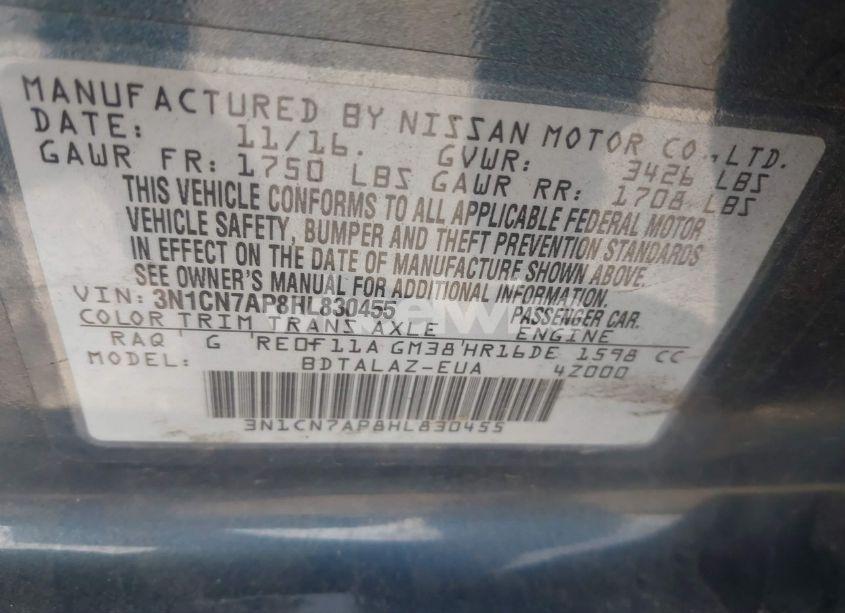 MANUFACTURED BY NISSAN MOTOR CO.,LTD.
DATE: 11/16. GVWR: 3426 LBS
GAWR FR: 1750 LBS GAWR RR: 1708 LBS
THIS VEHICLE CONFORMS TO ALL APPLICABLE FEDERAL MOTOR
VEHICLE SAFETY, BUMPER AND THEFT PREVENTION STANDARDS
IN EFFECT ON THE DATE OF MANUFACTURE SHOWN ABOVE.
SEE OWNER'S MANUAL FOR ADDITIONAL INFORMATION.
VIN: 3N1CN7AP8HL830455 PASSENGER CAR.
COLOR TRIM TRANS AXLE ENGINE
RAQ G RE0F11A GM38 HR16DE 1598 CC
MODEL: BDTALAZ-EUA 4Z000
3N1CN7AP8HL830455